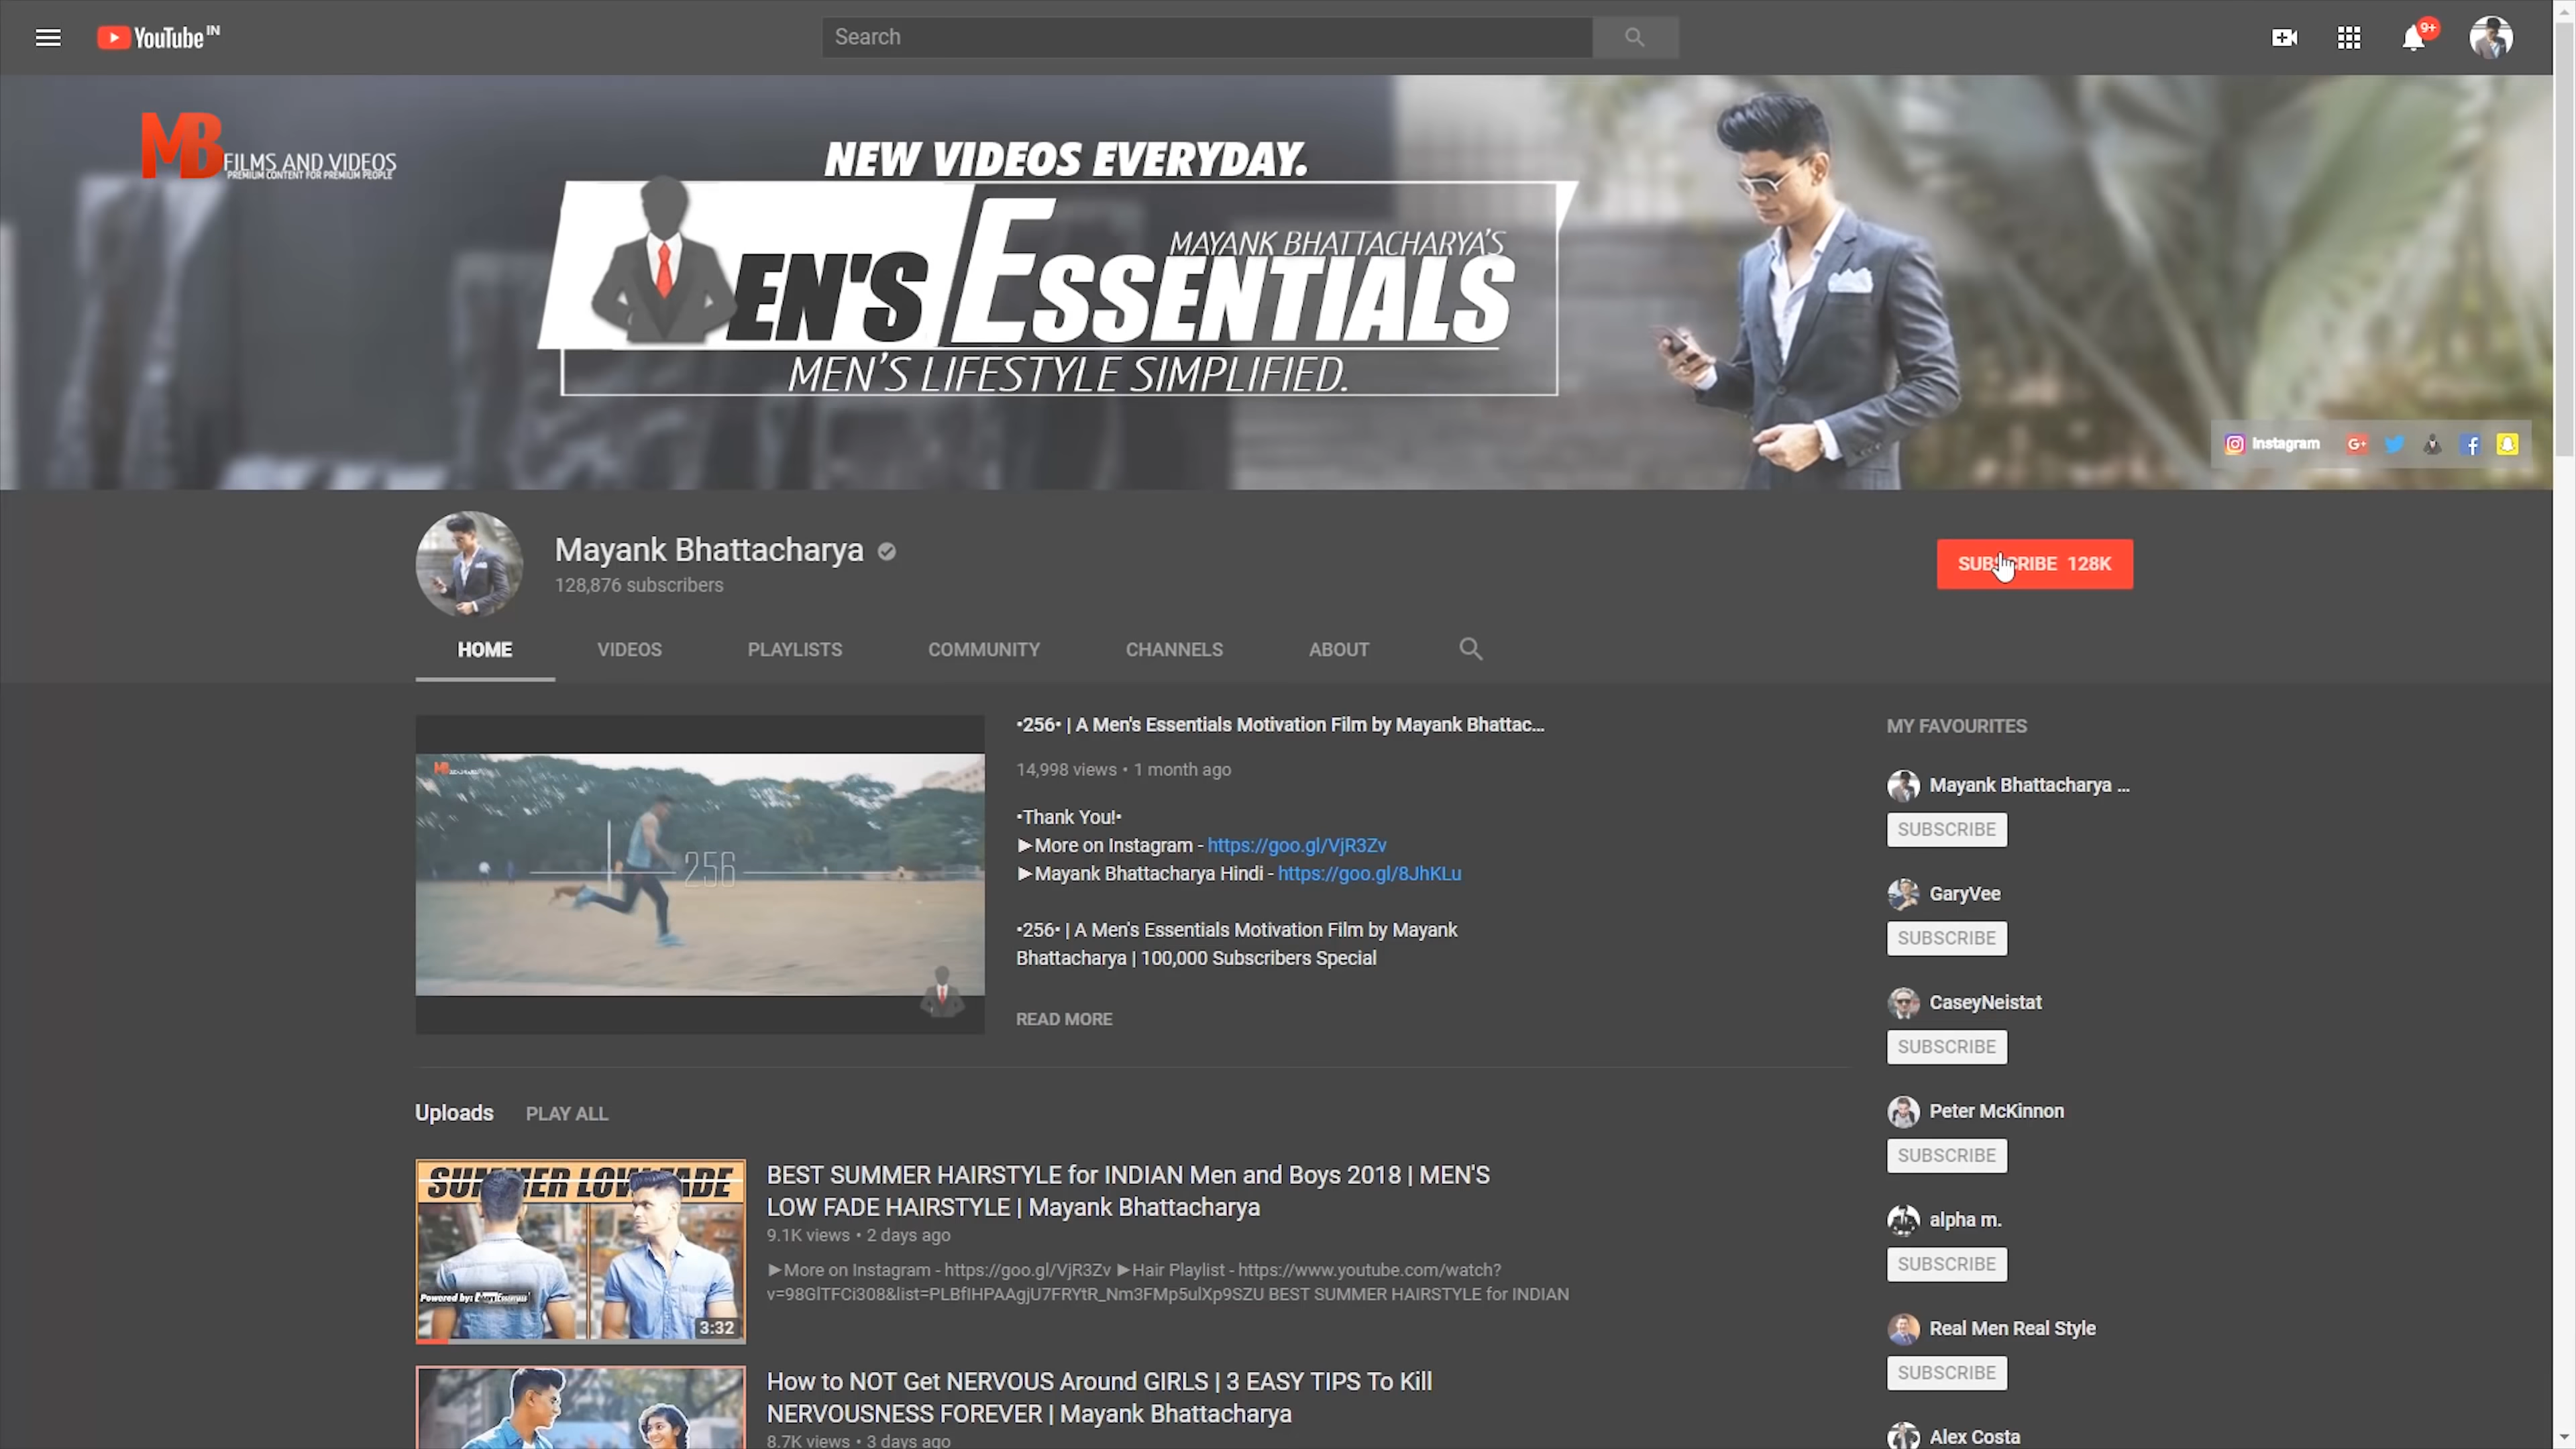 YouTube IN
Search
9+
MB FILMS AND VIDEOS
PREMIUM CONTENT FOR PREMIUM PEOPLE
NEW VIDEOS EVERYDAY.
MAYANK BHATTACHARYA'S
EN'S ESSENTIALS
MEN'S LIFESTYLE SIMPLIFIED.
Instagram
Mayank Bhattacharya
128,876 subscribers
SUBSCRIBE 128K
HOME VIDEOS PLAYLISTS COMMUNITY CHANNELS ABOUT
256
•256• | A Men's Essentials Motivation Film by Mayank Bhattac...
14,998 views • 1 month ago
•Thank You!•
►More on Instagram - https://goo.gl/VjR3Zv
►Mayank Bhattacharya Hindi - https://goo.gl/8JhKLu
•256• | A Men's Essentials Motivation Film by Mayank
Bhattacharya | 100,000 Subscribers Special
READ MORE
MY FAVOURITES
Mayank Bhattacharya ...
SUBSCRIBE
GaryVee
SUBSCRIBE
CaseyNeistat
SUBSCRIBE
Peter McKinnon
SUBSCRIBE
alpha m.
SUBSCRIBE
Real Men Real Style
SUBSCRIBE
Alex Costa
Uploads PLAY ALL
SUMMER LOW FADE
Powered by:
3:32
BEST SUMMER HAIRSTYLE for INDIAN Men and Boys 2018 | MEN'S
LOW FADE HAIRSTYLE | Mayank Bhattacharya
9.1K views • 2 days ago
►More on Instagram - https://goo.gl/VjR3Zv ►Hair Playlist - https://www.youtube.com/watch?
v=98GlTFCi308&list=PLBfIHPAAgjU7FRYtR_Nm3FMp5ulXp9SZU BEST SUMMER HAIRSTYLE for INDIAN
How to NOT Get NERVOUS Around GIRLS | 3 EASY TIPS To Kill
NERVOUSNESS FOREVER | Mayank Bhattacharya
8.7K views • 3 days ago